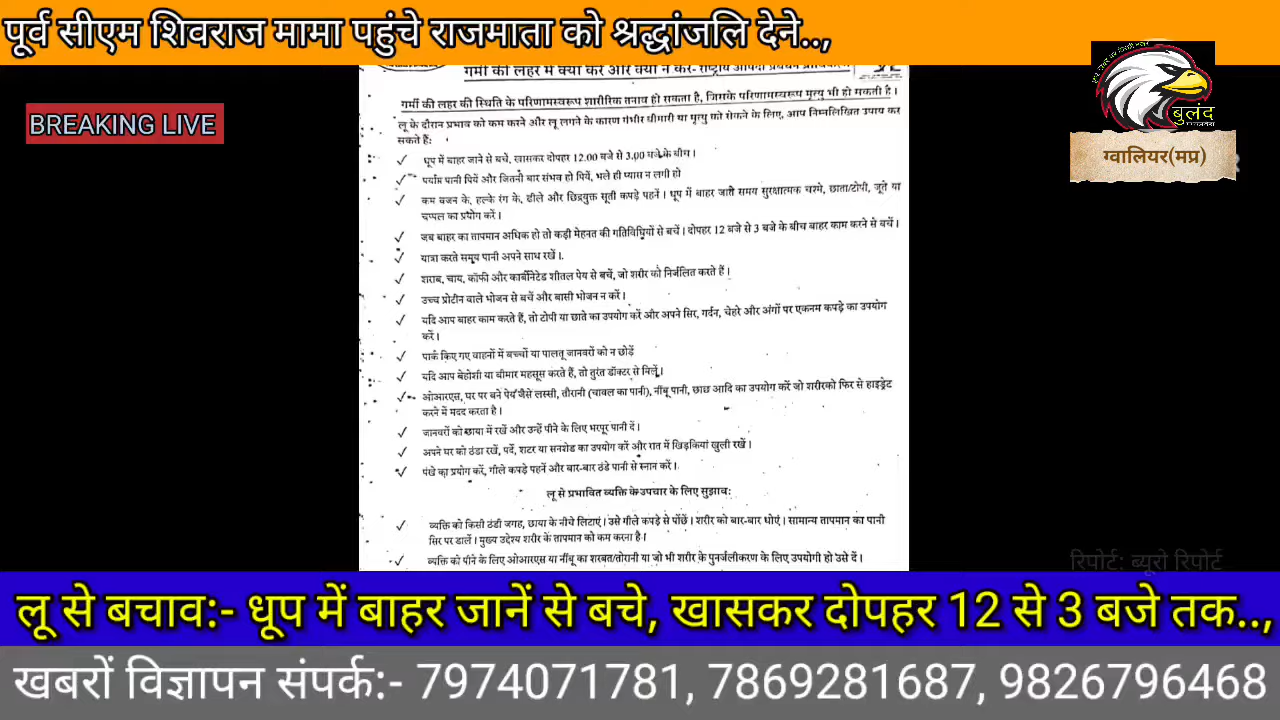 पूर्व सीएम शिवराज मामा पहुंचे राजमाता को श्रद्धांजलि देने..,
BREAKING LIVE
बुलंद
ग्वालियर(मप्र)
गर्मी की लहर में क्या करें और क्या न करें- राष्ट्रीय आपदा प्रबंधन
गर्मी की लहर की स्थिति के परिणामस्वरूप शारीरिक तनाव हो सकता है, जिसके परिणामस्वरूप मृत्यु भी हो सकती है।
लू के दौरान प्रभाव को कम करने और लू लगने के कारण गंभीर बीमारी या मृत्यु को रोकने के लिए, आप निम्नलिखित उपाय कर
सकते हैं:
✓ धूप में बाहर जाने से बचें, खासकर दोपहर 12.00 बजे से 3.00 बजे के बीच।
✓ पर्याप्त पानी पियें और जितनी बार संभव हो पियें, भले ही प्यास न लगी हो
✓ कम वजन के, हल्के रंग के, ढीले और छिद्रयुक्त सूती कपड़े पहनें। धूप में बाहर जाते समय सुरक्षात्मक चश्मे, छाता/टोपी, जूते या
चप्पल का प्रयोग करें।
✓ जब बाहर का तापमान अधिक हो तो कड़ी मेहनत की गतिविधियों से बचें। दोपहर 12 बजे से 3 बजे के बीच बाहर काम करने से बचें।
✓ यात्रा करते समय पानी अपने साथ रखें।
✓ शराब, चाय, कॉफी और कार्बोनेटेड शीतल पेय से बचें, जो शरीर को निर्जलित करते हैं।
✓ उच्च प्रोटीन वाले भोजन से बचें और बासी भोजन न करें।
✓ यदि आप बाहर काम करते हैं, तो टोपी या छाते का उपयोग करें और अपने सिर, गर्दन, चेहरे और अंगों पर एक नम कपड़े का उपयोग
करें।
✓ पार्क किए गए वाहनों में बच्चों या पालतू जानवरों को न छोड़ें
✓ यदि आप बेहोशी या बीमार महसूस करते हैं, तो तुरंत डॉक्टर से मिलें।
✓ ओआरएस, घर पर बने पेय जैसे लस्सी, तोरानी (चावल का पानी), नींबू पानी, छाछ आदि का उपयोग करें जो शरीर को फिर से हाइड्रेट
करने में मदद करता है।
✓ जानवरों को छाया में रखें और उन्हें पीने के लिए भरपूर पानी दें।
✓ अपने घर को ठंडा रखें, पर्दे, शटर या सनशेड का उपयोग करें और रात में खिड़कियां खुली रखें।
✓ पंखे का प्रयोग करें, गीले कपड़े पहनें और बार-बार ठंडे पानी से स्नान करें।
लू से प्रभावित व्यक्ति के उपचार के लिए सुझाव:
✓ व्यक्ति को किसी ठंडी जगह, छाया के नीचे लिटाएं। उसे गीले कपड़े से पोंछें। शरीर को बार-बार धोएं। सामान्य तापमान का पानी
सिर पर डालें। मुख्य उद्देश्य शरीर के तापमान को कम करना है।
✓ व्यक्ति को पीने के लिए ओआरएस या नींबू का शरबत/तोरानी या जो भी शरीर के पुनर्जलीकरण के लिए उपयोगी हो उसे दें।
रिपोर्ट: ब्यूरो रिपोर्ट
लू से बचाव:- धूप में बाहर जानें से बचे, खासकर दोपहर 12 से 3 बजे तक..,
खबरों विज्ञापन संपर्क:- 7974071781, 7869281687, 9826796468